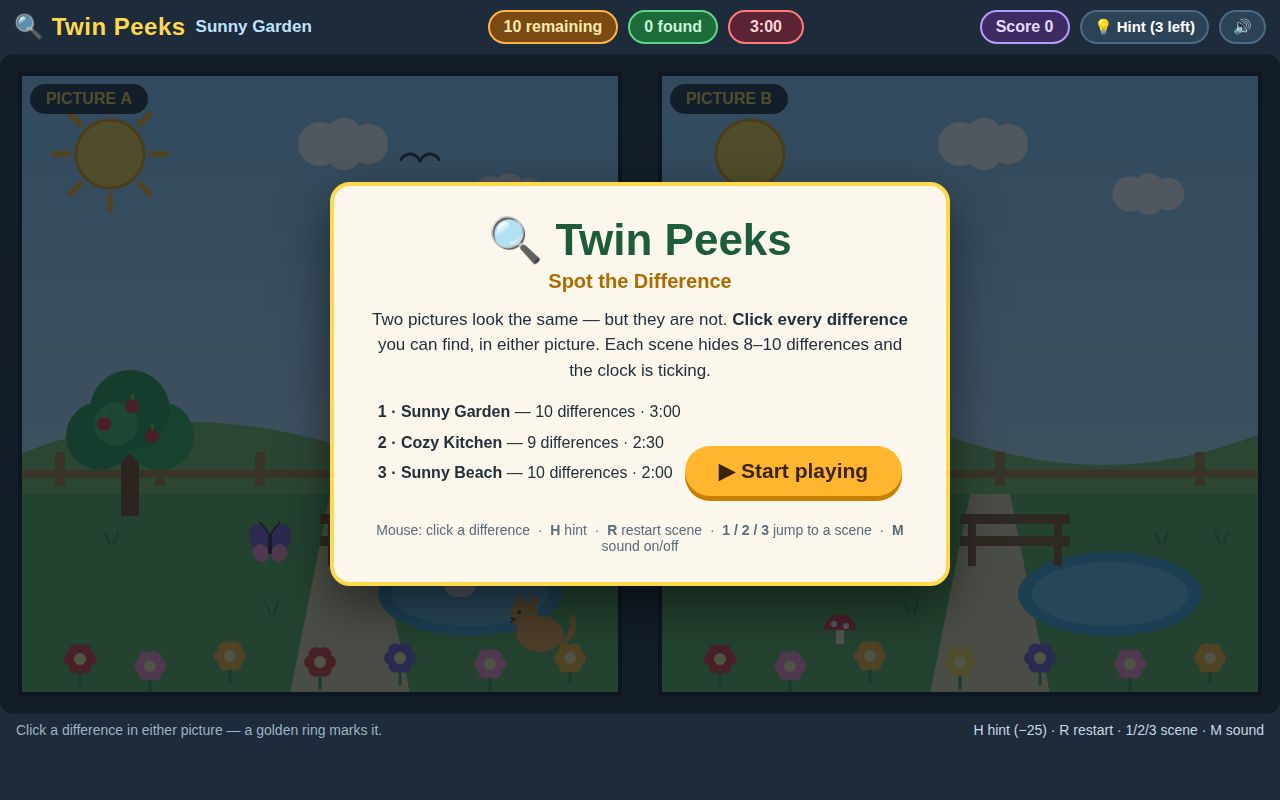 🔍 Twin Peeks Sunny Garden 10 remaining 0 found 3:00 Score 0 💡 Hint (3 left) 🔊
PICTURE A PICTURE B
🔍 Twin Peeks
Spot the Difference
Two pictures look the same — but they are not. Click every difference
you can find, in either picture. Each scene hides 8–10 differences and
the clock is ticking.
1 · Sunny Garden — 10 differences · 3:00
2 · Cozy Kitchen — 9 differences · 2:30
3 · Sunny Beach — 10 differences · 2:00
▶ Start playing
Mouse: click a difference · H hint · R restart scene · 1 / 2 / 3 jump to a scene · M
sound on/off
Click a difference in either picture — a golden ring marks it. H hint (−25) · R restart · 1/2/3 scene · M sound